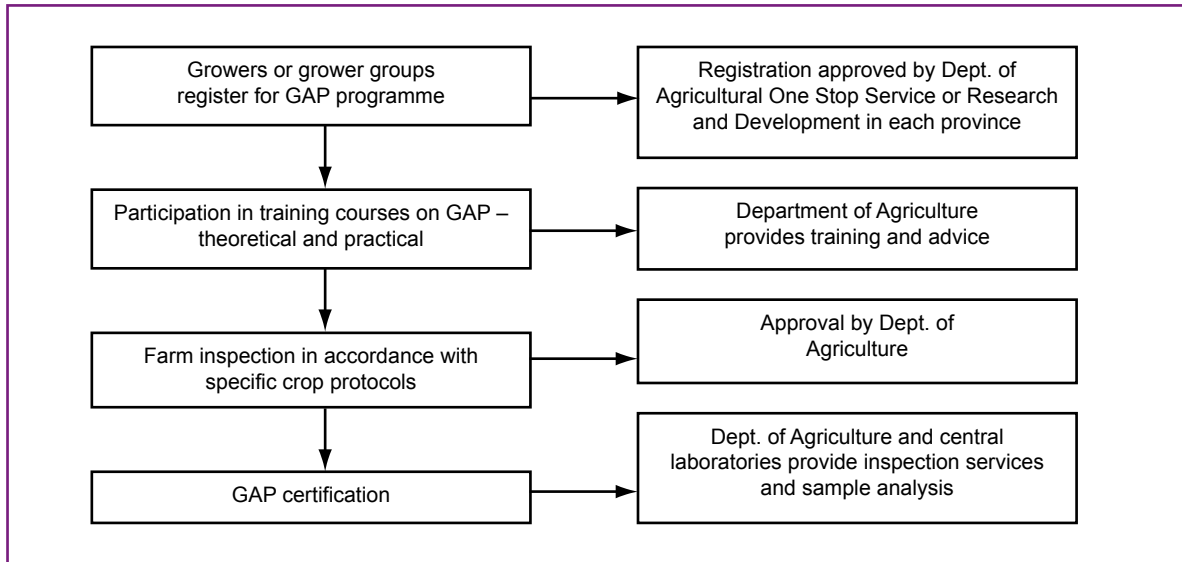 Growers or grower groups
register for GAP programme
Registration approved by Dept. of
Agricultural One Stop Service or Research
and Development in each province
Participation in training courses on GAP –
theoretical and practical
Department of Agriculture
provides training and advice
Farm inspection in accordance with
specific crop protocols
Approval by Dept. of
Agriculture
GAP certification
Dept. of Agriculture and central
laboratories provide inspection services
and sample analysis